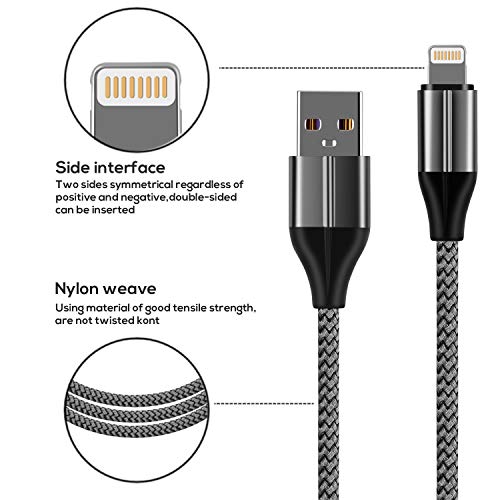 Side interface
Two sides symmetrical regardless of
positive and negative,double-sided
can be inserted
Nylon weave
Using material of good tensile strength,
are not twisted kont